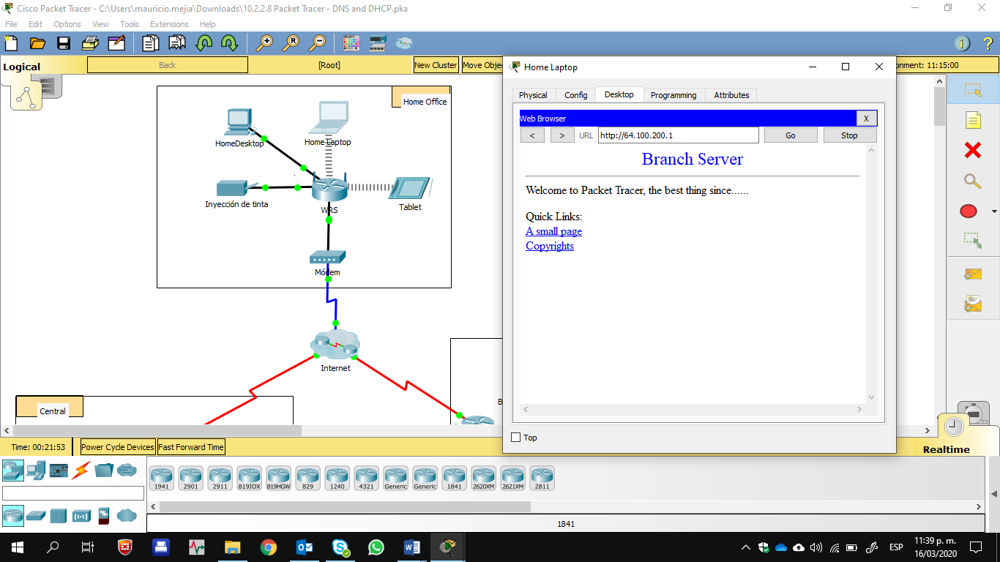 Cisco Packet Tracer - C:\Users\mauricio.mejia\Downloads\10.2.2.8 Packet Tracer - DNS and DHCP.pka
File Edit Options View Tools Extensions Help
Logical
Back
[Root]
New Cluster
Move Objec
onment: 11:15:00
Home Office
HomeDesktop
Home Laptop
Inyección de tinta
WRS
Tablet
Módem
Internet
Central
B
Home Laptop
Physical Config Desktop Programming Attributes
Web Browser
X
<
>
URL
http://64.100.200.1
Go
Stop
Branch Server
Welcome to Packet Tracer, the best thing since......
Quick Links:
A small page
Copyrights
Top
Time: 00:21:53
Power Cycle Devices
Fast Forward Time
Realtime
1941 2901 2911 819IOX 819HGW 829 1240 4321 Generic Generic 1841 2620XM 2621XM 2811
1841
ESP
11:39 p. m.
16/03/2020